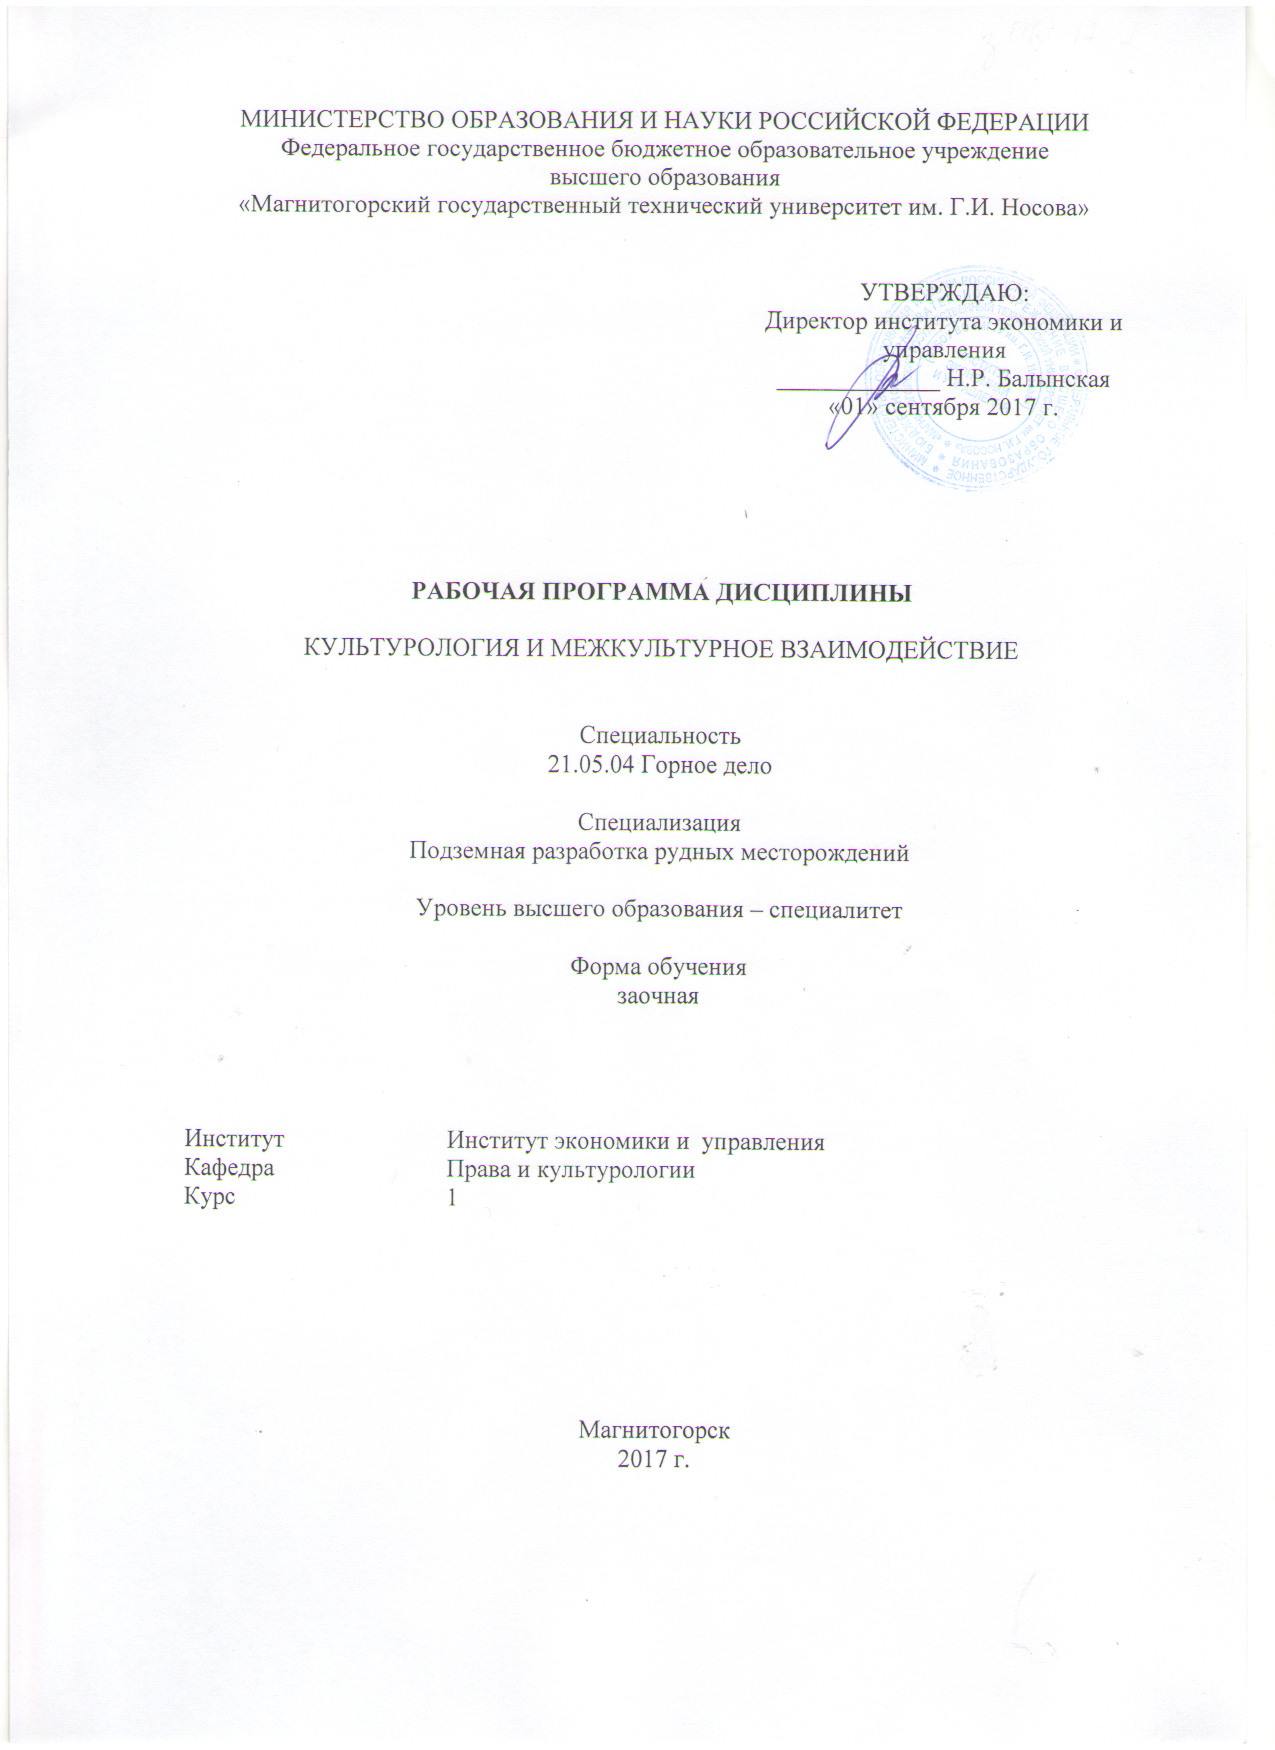 МИНИСТЕРСТВО ОБРАЗОВАНИЯ И НАУКИ РОССИЙСКОЙ ФЕДЕРАЦИИ
Федеральное государственное бюджетное образовательное учреждение
высшего образования
«Магнитогорский государственный технический университет им. Г.И. Носова»
УТВЕРЖДАЮ:
Директор института экономики и
управления
_____________ Н.Р. Балынская
«01» сентября 2017 г.
РАБОЧАЯ ПРОГРАММА ДИСЦИПЛИНЫ
КУЛЬТУРОЛОГИЯ И МЕЖКУЛЬТУРНОЕ ВЗАИМОДЕЙСТВИЕ
Специальность
21.05.04 Горное дело
Специализация
Подземная разработка рудных месторождений
Уровень высшего образования – специалитет
Форма обучения
заочная
Институт Институт экономики и управления
Кафедра Права и культурологии
Курс 1
Магнитогорск
2017 г.